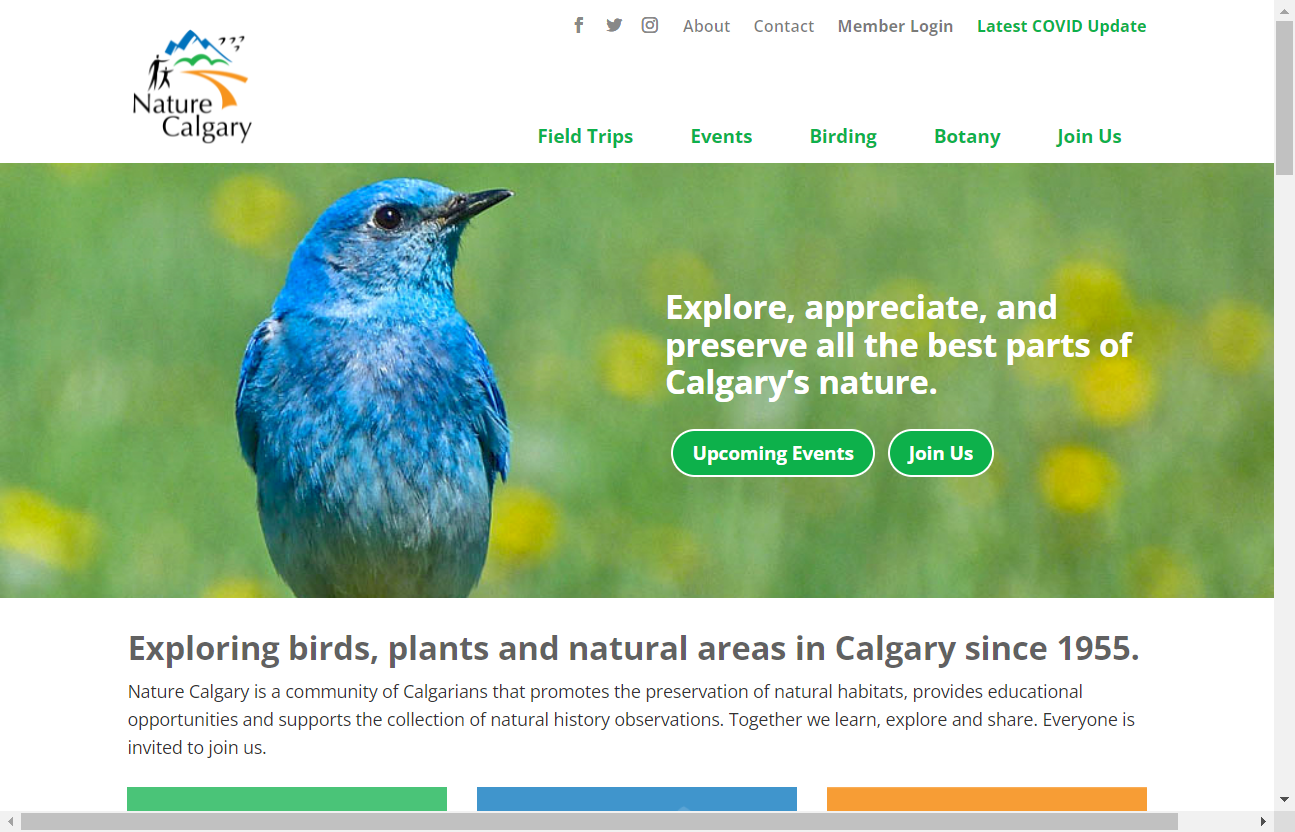 About Contact Member Login Latest COVID Update
Nature
Calgary
Field Trips Events Birding Botany Join Us
Explore, appreciate, and
preserve all the best parts of
Calgary’s nature.
Upcoming Events Join Us
Exploring birds, plants and natural areas in Calgary since 1955.
Nature Calgary is a community of Calgarians that promotes the preservation of natural habitats, provides educational
opportunities and supports the collection of natural history observations. Together we learn, explore and share. Everyone is
invited to join us.